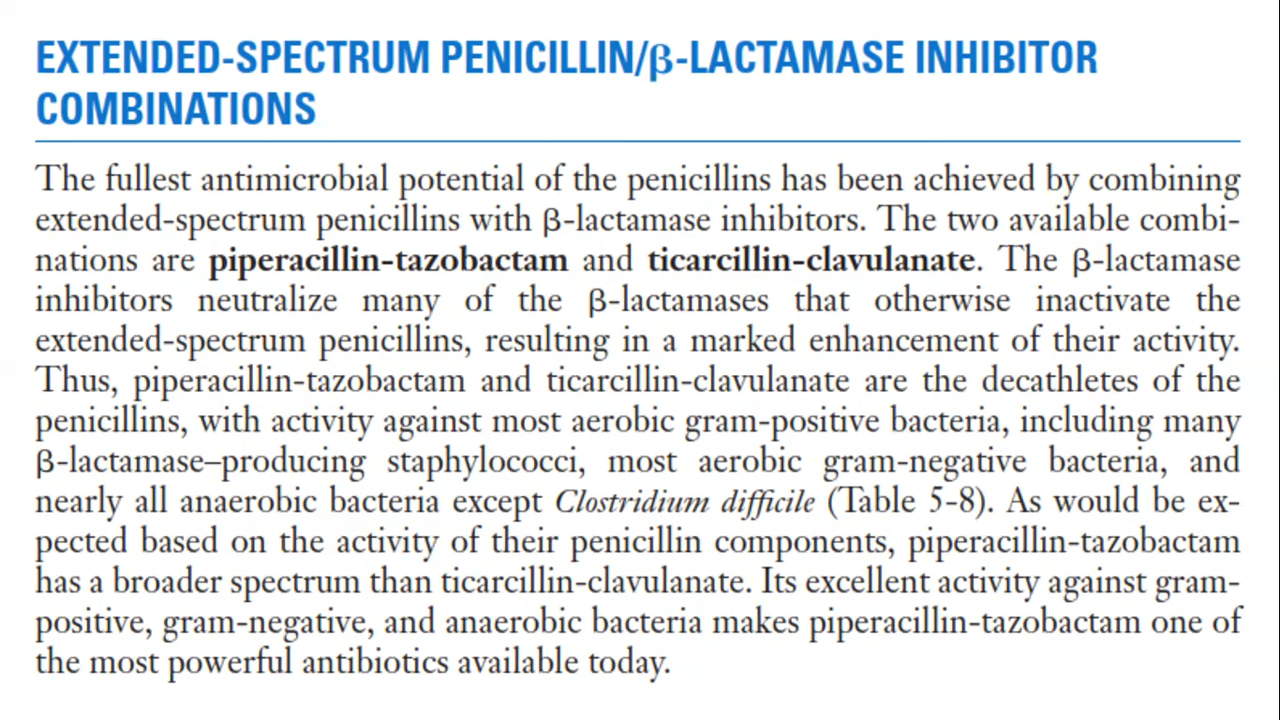 EXTENDED-SPECTRUM PENICILLIN/β-LACTAMASE INHIBITOR
COMBINATIONS
The fullest antimicrobial potential of the penicillins has been achieved by combining
extended-spectrum penicillins with β-lactamase inhibitors. The two available combi-
nations are piperacillin-tazobactam and ticarcillin-clavulanate. The β-lactamase
inhibitors neutralize many of the β-lactamases that otherwise inactivate the
extended-spectrum penicillins, resulting in a marked enhancement of their activity.
Thus, piperacillin-tazobactam and ticarcillin-clavulanate are the decathletes of the
penicillins, with activity against most aerobic gram-positive bacteria, including many
β-lactamase–producing staphylococci, most aerobic gram-negative bacteria, and
nearly all anaerobic bacteria except Clostridium difficile (Table 5-8). As would be ex-
pected based on the activity of their penicillin components, piperacillin-tazobactam
has a broader spectrum than ticarcillin-clavulanate. Its excellent activity against gram-
positive, gram-negative, and anaerobic bacteria makes piperacillin-tazobactam one of
the most powerful antibiotics available today.